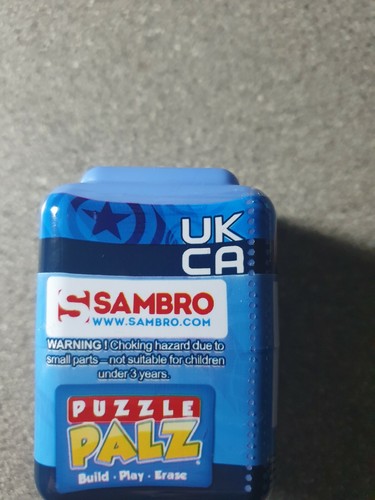 UK
CA
SAMBRO
WWW.SAMBRO.COM
WARNING ! Choking hazard due to
small parts – not suitable for children
under 3 years.
PUZZLE
PALZ
Build · Play · Erase